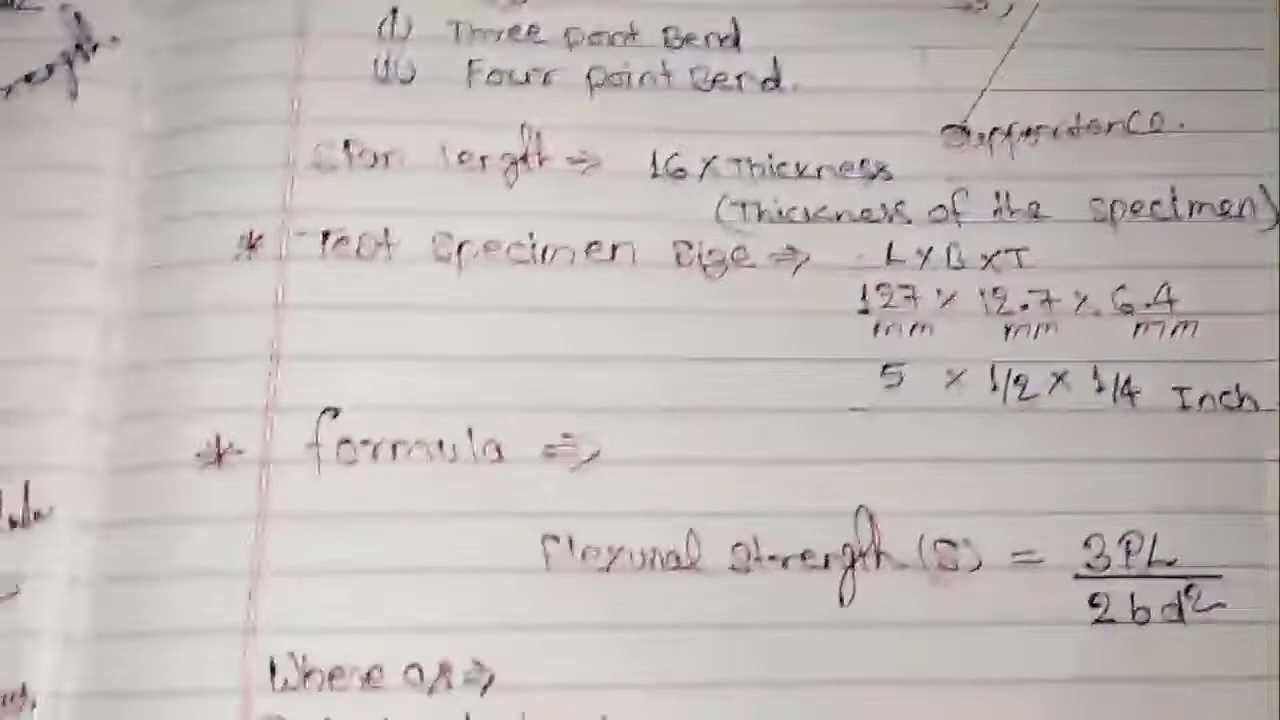 (i) Three point Bend
(ii) Four point Bend.
Span length ⇒ 16 x Thickness
(Thickness of the specimen)
* Test specimen Size ⇒ L x B x T
127 x 12.7 x 6.4
mm mm mm
5 x 1/2 x 1/4 Inch
* formula ⇒
Flexural strength (S) = 3PL / 2bd²
Where as ⇒